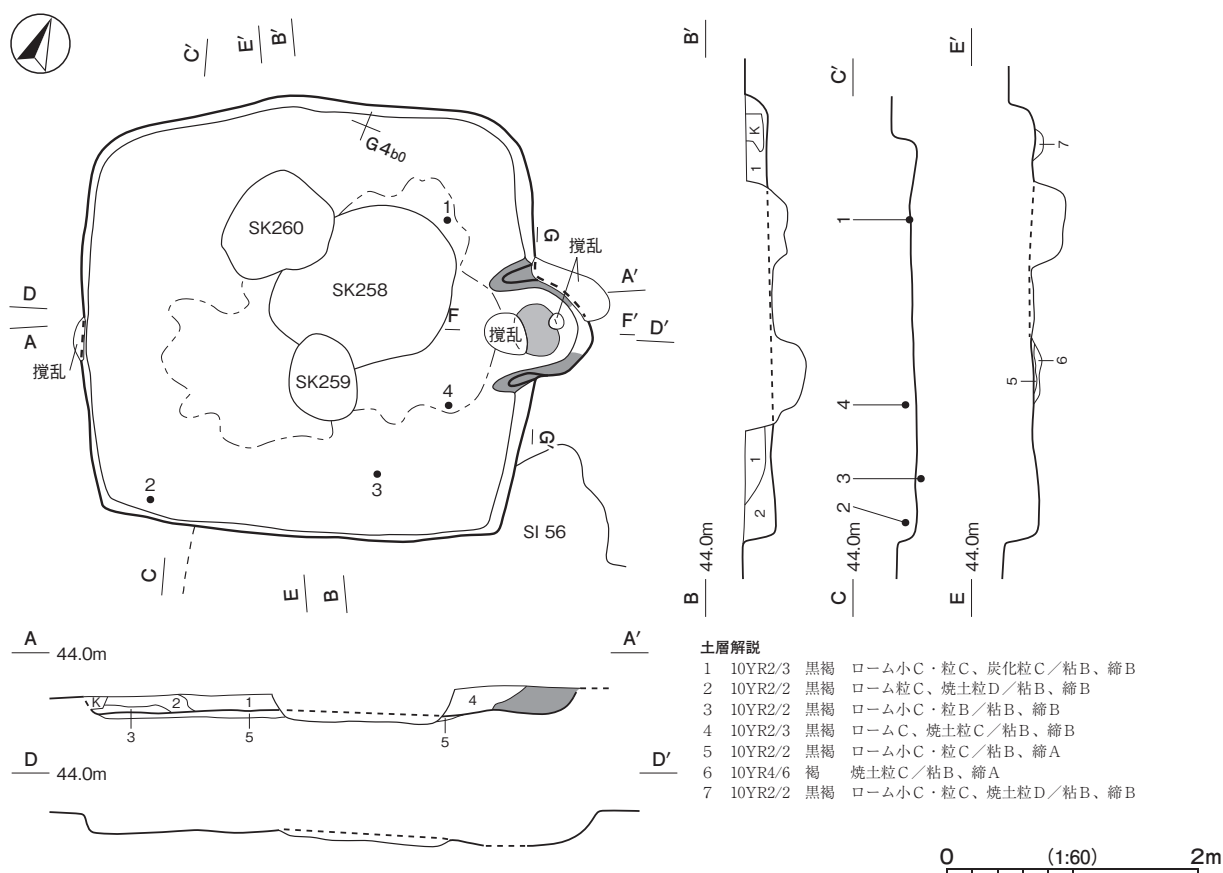 C′
E′
B′
G4b0
SK260
1
SK258
G
攪乱
A′
D
A
攪乱
F
攪乱
F′
D′
SK259
4
G′
2
3
SI 56
C
E
B
B′
K
1
1
2
B
44.0m
C′
1
4
3
2
C
44.0m
E′
7
6
5
E
44.0m
A
44.0m
A′
K
2
1
4
3
5
5
D
44.0m
D′
土層解説
1 10YR2/3 黒褐 ローム小C・粒C、炭化粒C／粘B、締B
2 10YR2/2 黒褐 ローム粒C、焼土粒D／粘B、締B
3 10YR2/2 黒褐 ローム小C・粒B／粘B、締B
4 10YR2/3 黒褐 ロームC、焼土粒C／粘B、締B
5 10YR2/2 黒褐 ローム小C・粒C／粘B、締A
6 10YR4/6 褐 焼土粒C／粘B、締A
7 10YR2/2 黒褐 ローム小C・粒C、焼土粒D／粘B、締B
0 (1:60) 2m